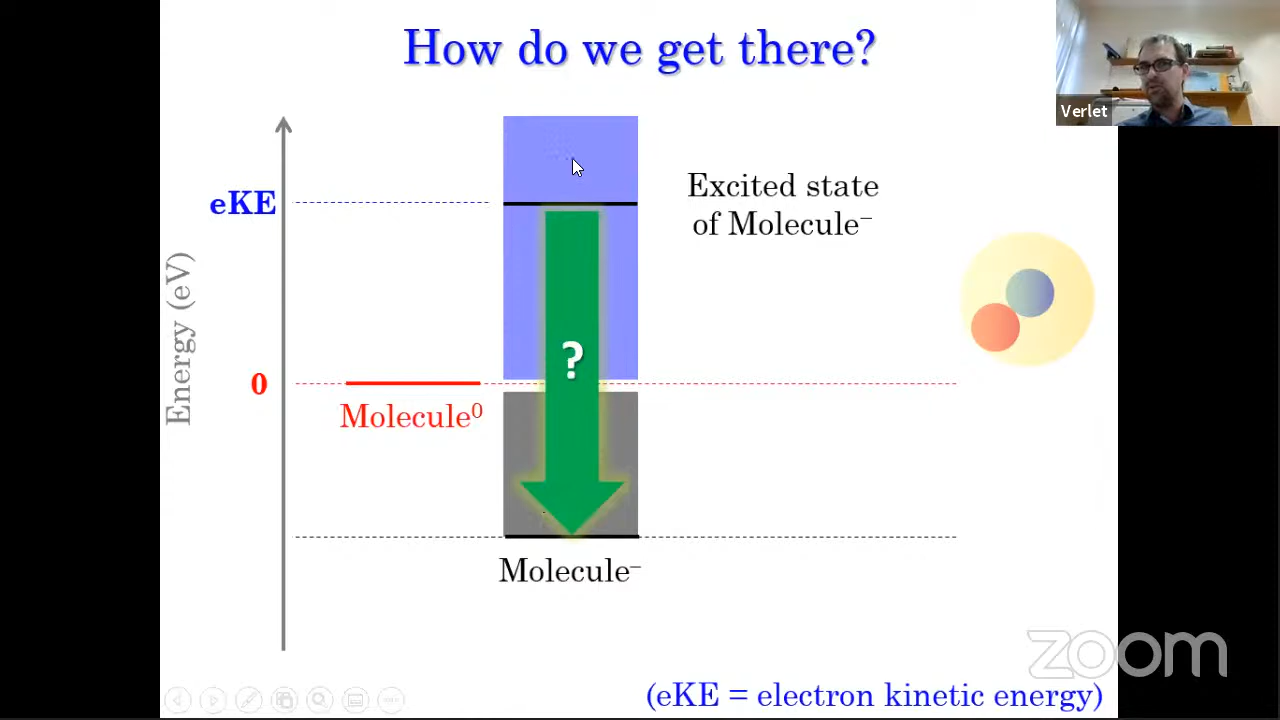 How do we get there?
Verlet
eKE
Excited state
of Molecule⁻
Energy (eV)
?
0
Molecule⁰
Molecule⁻
zoom
(eKE = electron kinetic energy)